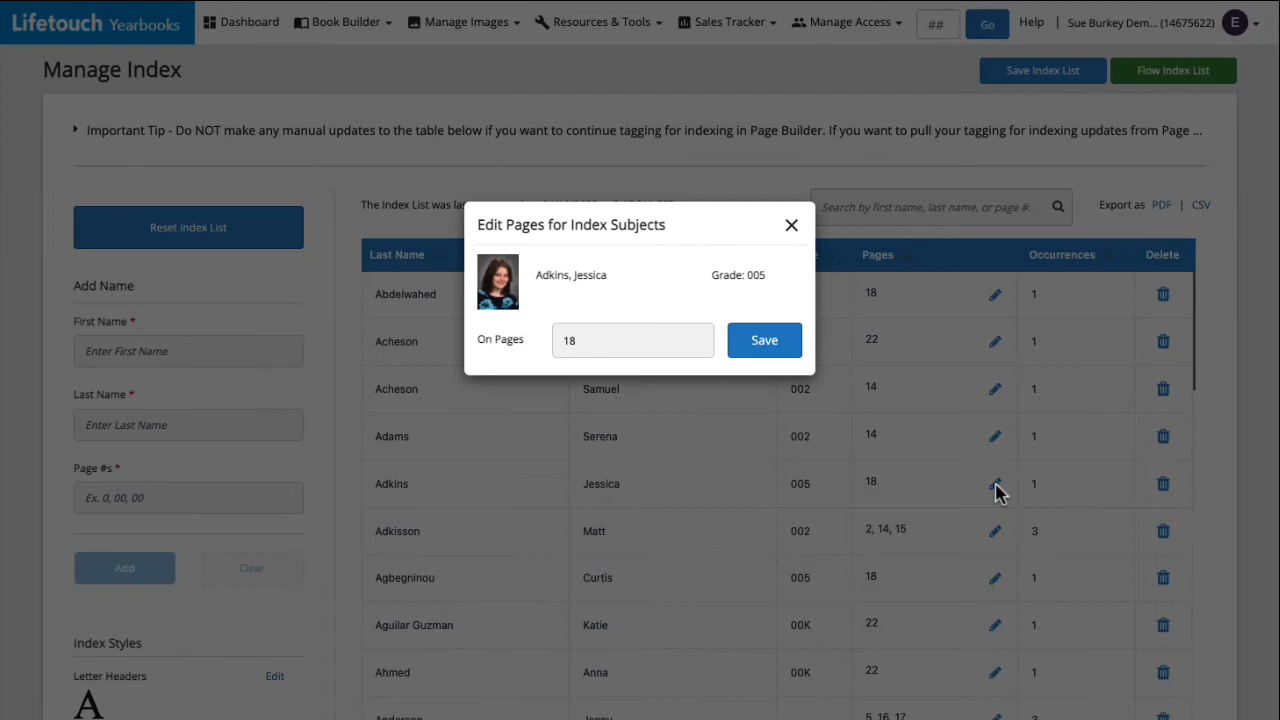 Lifetouch Yearbooks Dashboard Book Builder Manage Images Resources & Tools Sales Tracker Manage Access ## Go Help | Sue Burkey Dem... (14675622) E
Manage Index Save Index List Flow Index List
Important Tip - Do NOT make any manual updates to the table below if you want to continue tagging for indexing in Page Builder. If you want to pull your tagging for indexing updates from Page ...
Reset Index List
The Index List was
Search by first name, last name, or page #. Export as PDF | CSV
Edit Pages for Index Subjects
Adkins, Jessica Grade: 005
On Pages 18 Save
Add Name
First Name *
Enter First Name
Last Name *
Enter Last Name
Page #s *
Ex. 0, 00, 00
Add Clear
Index Styles
Letter Headers Edit
A
Last Name Pages Occurrences Delete
Abdelwahed 18 1
Acheson 22 1
Acheson Samuel 002 14 1
Adams Serena 002 14 1
Adkins Jessica 005 18 1
Adkisson Matt 002 2, 14, 15 3
Agbegninou Curtis 005 18 1
Aguilar Guzman Katie 00K 22 1
Ahmed Anna 00K 22 1
Anderson Jenny 5, 16, 17